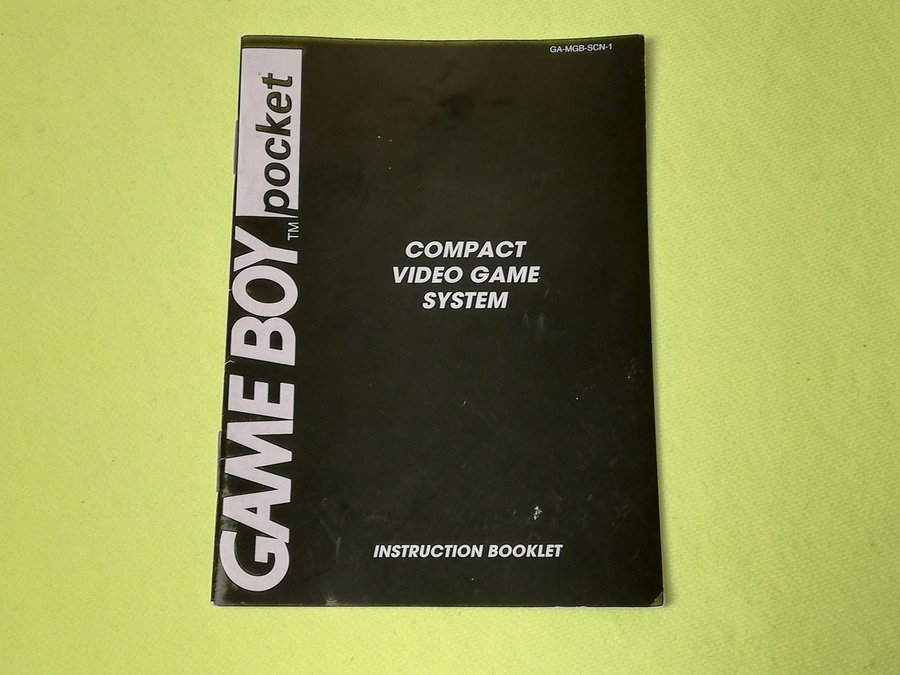 GA-MGB-SCN-1
GAME BOY™ pocket
COMPACT
VIDEO GAME
SYSTEM
INSTRUCTION BOOKLET